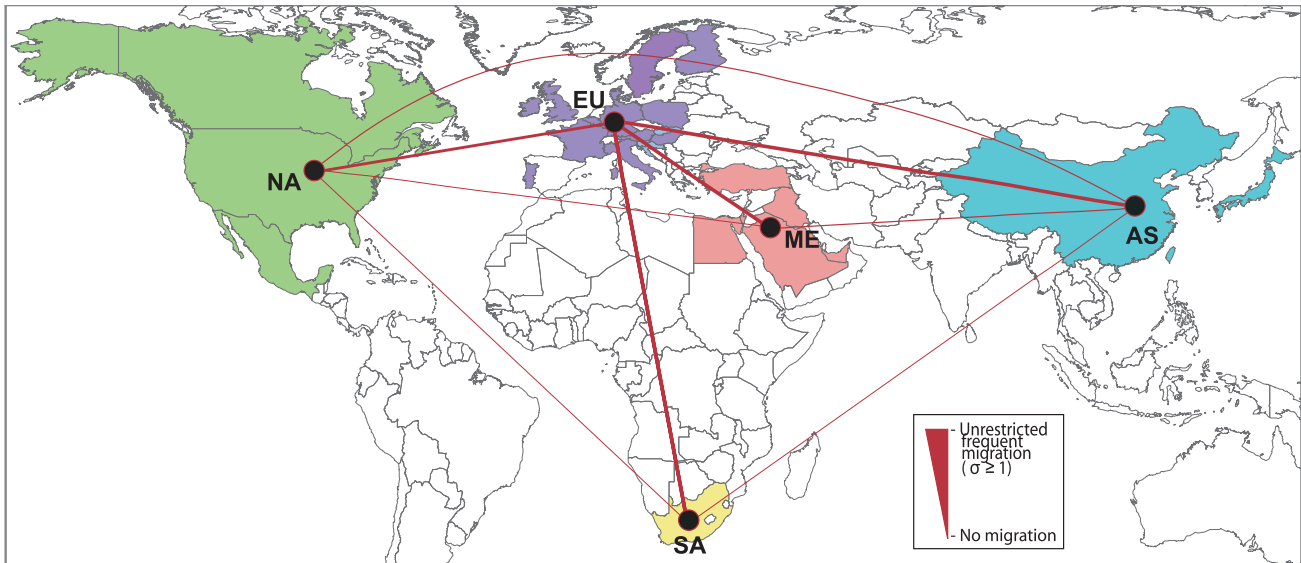 EU
NA
ME
AS
SA
- Unrestricted
frequent
migration
( σ ≥ 1)
- No migration